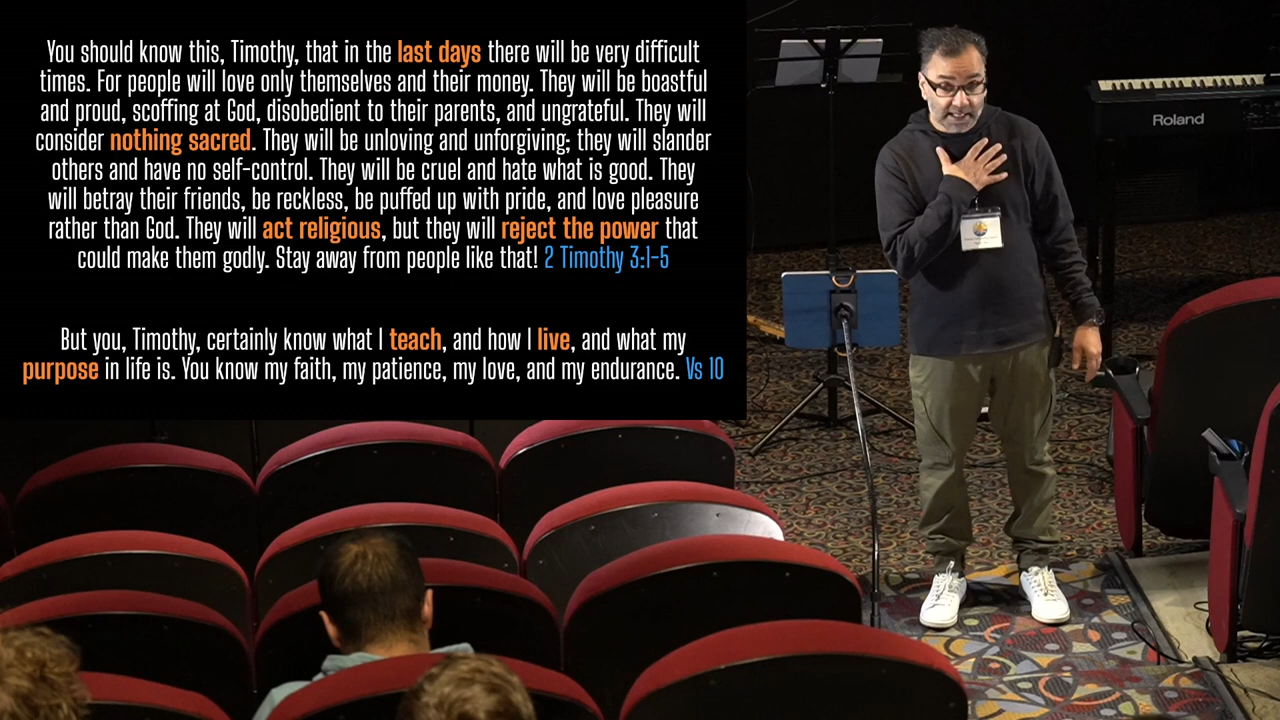 You should know this, Timothy, that in the last days there will be very difficult
times. For people will love only themselves and their money. They will be boastful
and proud, scoffing at God, disobedient to their parents, and ungrateful. They will
consider nothing sacred. They will be unloving and unforgiving; they will slander
others and have no self-control. They will be cruel and hate what is good. They
will betray their friends, be reckless, be puffed up with pride, and love pleasure
rather than God. They will act religious, but they will reject the power that
could make them godly. Stay away from people like that! 2 Timothy 3:1-5
But you, Timothy, certainly know what I teach, and how I live, and what my
purpose in life is. You know my faith, my patience, my love, and my endurance. Vs 10
Roland